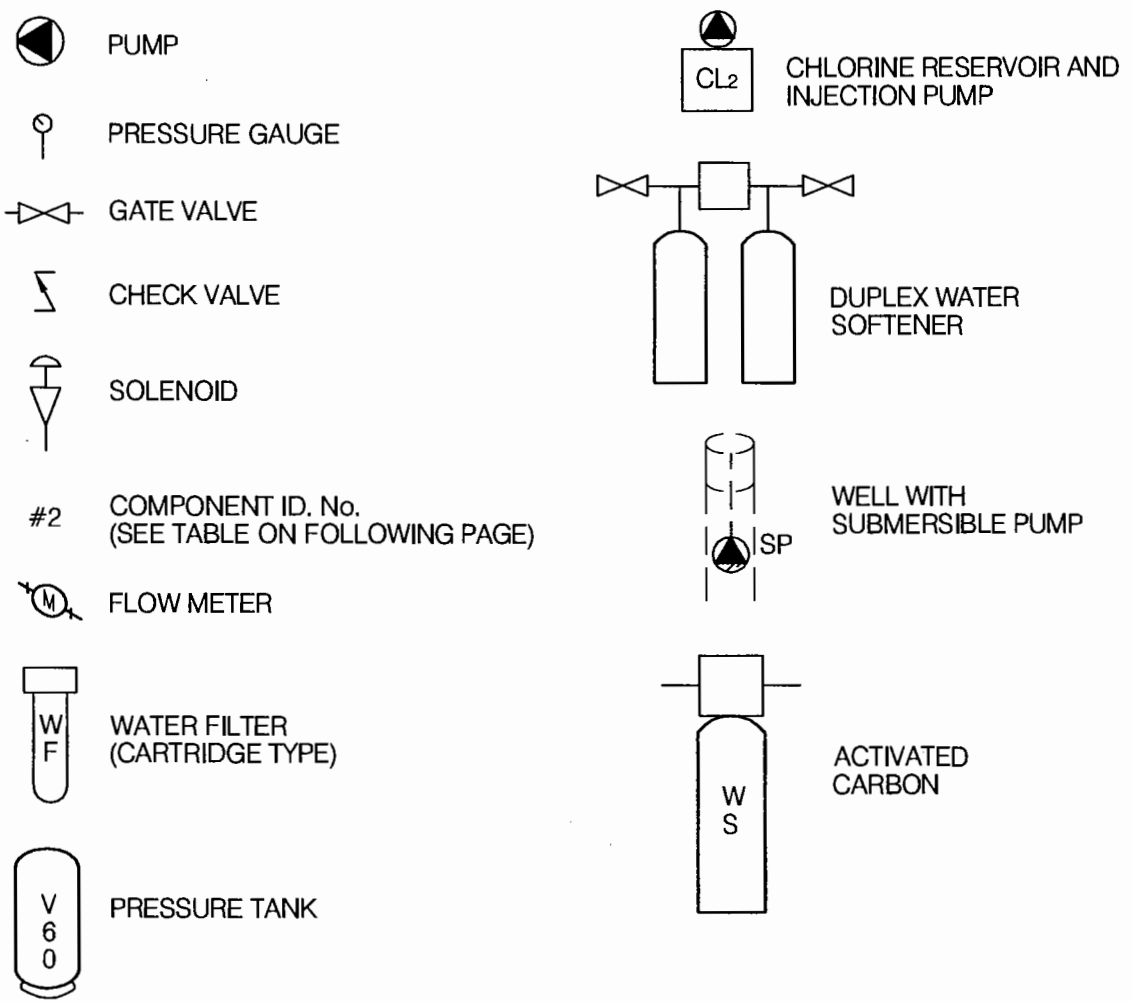 PUMP
PRESSURE GAUGE
GATE VALVE
CHECK VALVE
SOLENOID
#2
COMPONENT ID. No.
(SEE TABLE ON FOLLOWING PAGE)
M
FLOW METER
W
F
WATER FILTER
(CARTRIDGE TYPE)
V
6
0
PRESSURE TANK
CL2
CHLORINE RESERVOIR AND
INJECTION PUMP
DUPLEX WATER
SOFTENER
SP
WELL WITH
SUBMERSIBLE PUMP
W
S
ACTIVATED
CARBON